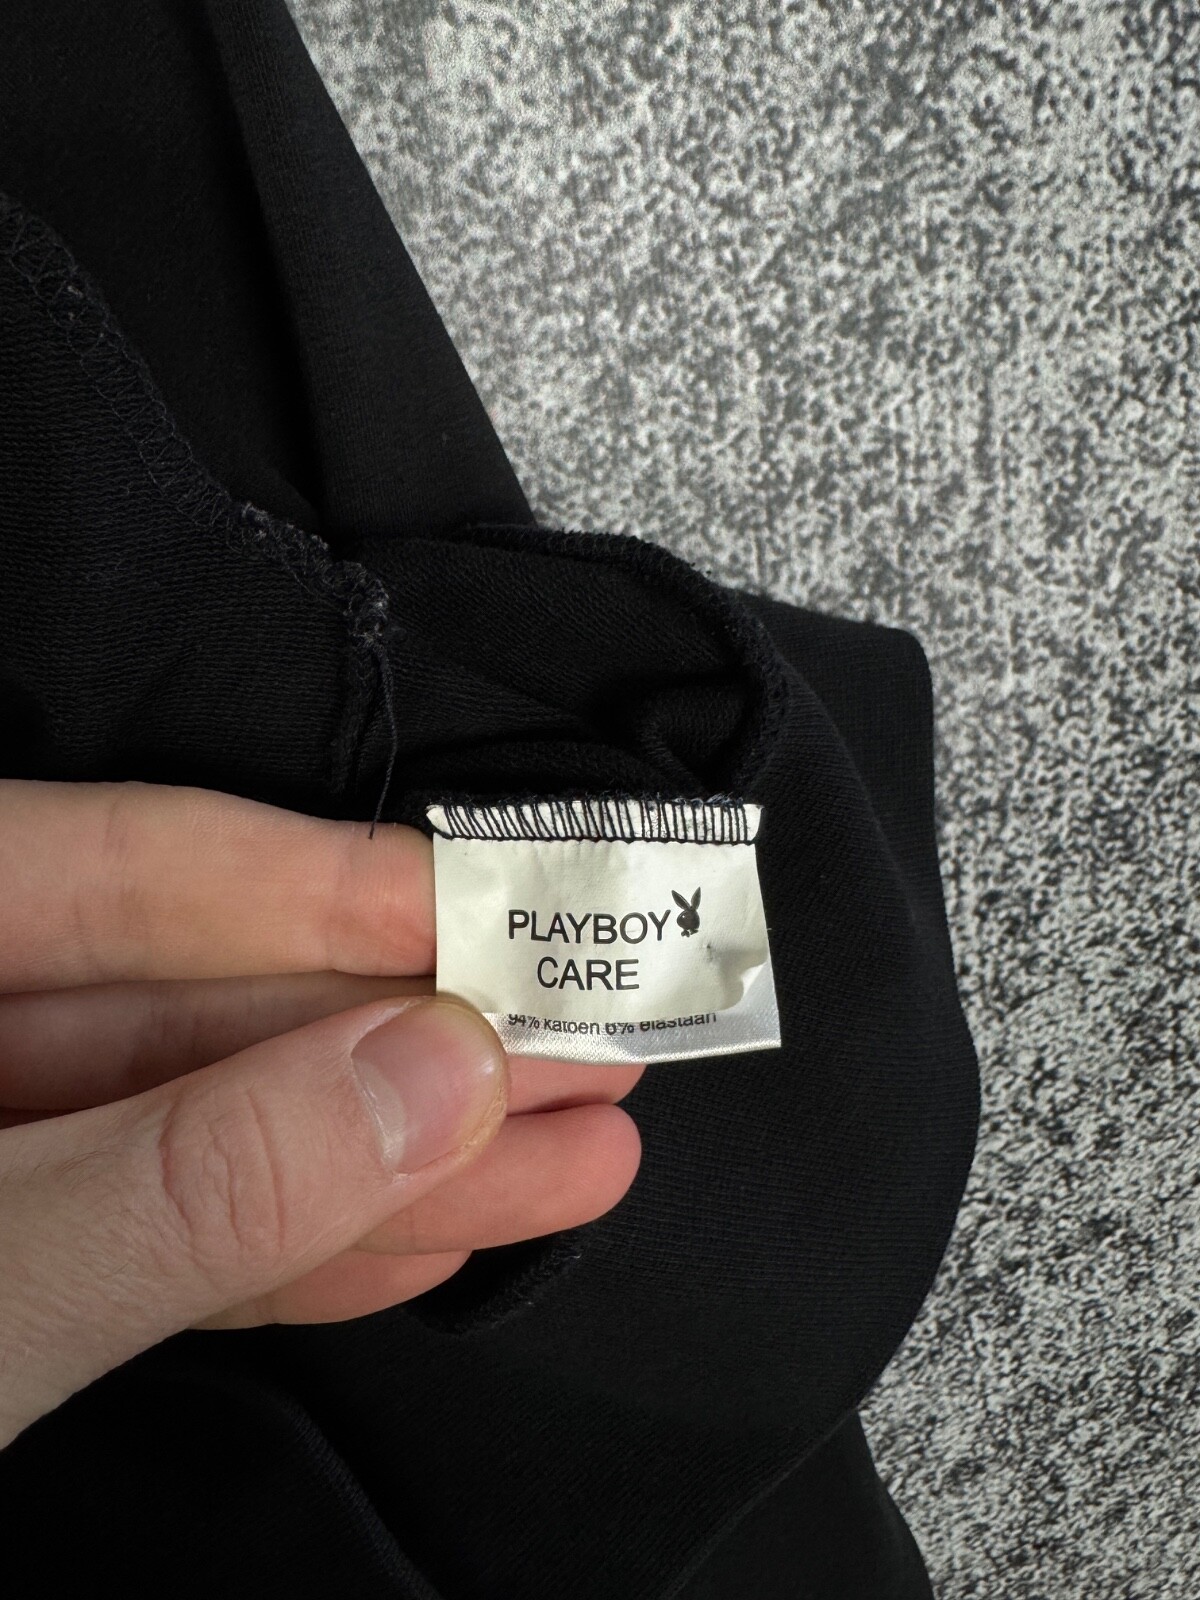 PLAYBOY
CARE
94% katoen 6% elastaan